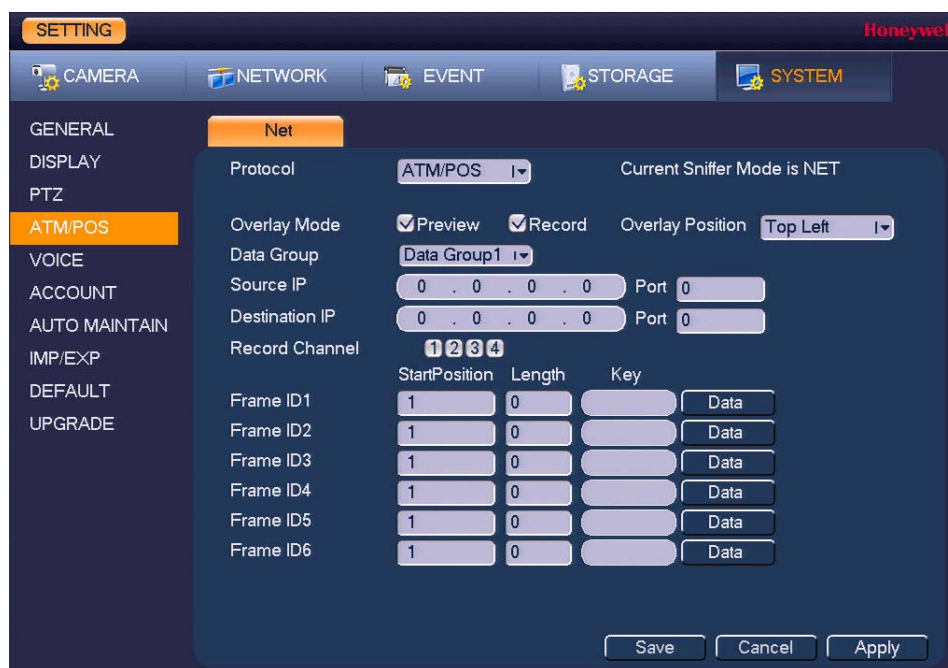 SETTING Honeywel
CAMERA NETWORK EVENT STORAGE SYSTEM
GENERAL
DISPLAY
PTZ
ATM/POS
VOICE
ACCOUNT
AUTO MAINTAIN
IMP/EXP
DEFAULT
UPGRADE
Net
Protocol ATM/POS Current Sniffer Mode is NET
Overlay Mode Preview Record Overlay Position Top Left
Data Group Data Group1
Source IP 0 . 0 . 0 . 0 Port 0
Destination IP 0 . 0 . 0 . 0 Port 0
Record Channel 1 2 3 4
StartPosition Length Key
Frame ID1 1 0 Data
Frame ID2 1 0 Data
Frame ID3 1 0 Data
Frame ID4 1 0 Data
Frame ID5 1 0 Data
Frame ID6 1 0 Data
Save Cancel Apply